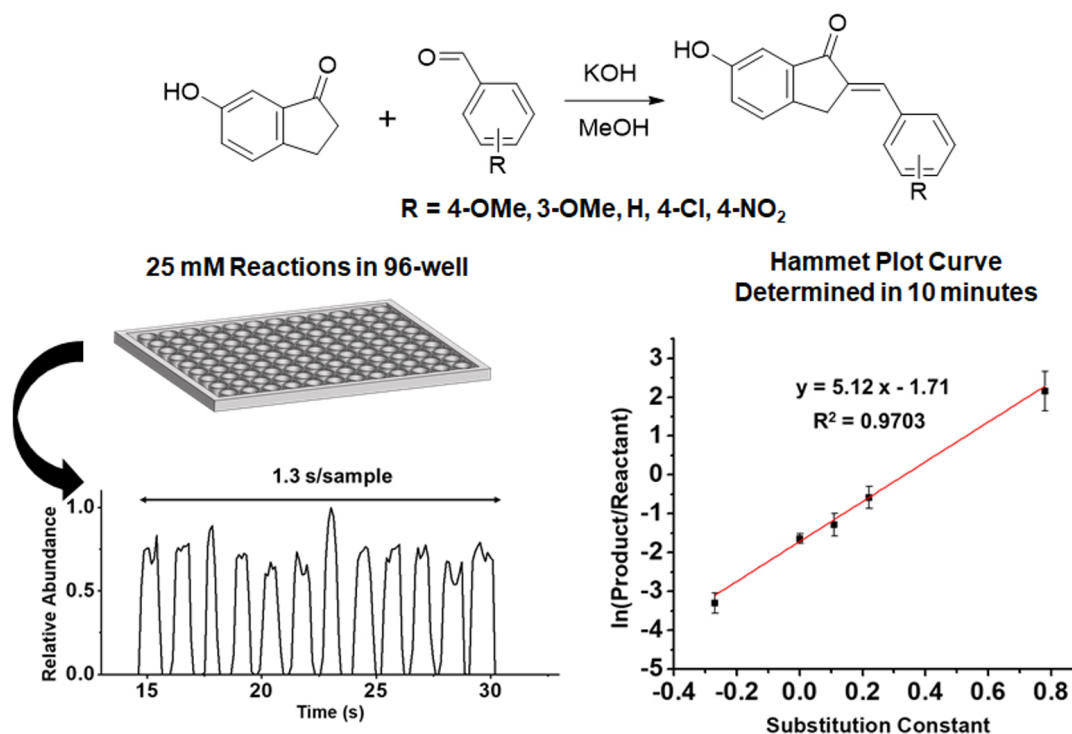 HO
O
+
O
R
KOH
MeOH
HO
O
R
R = 4-OMe, 3-OMe, H, 4-Cl, 4-NO₂
25 mM Reactions in 96-well
1.3 s/sample
Relative Abundance
1.0
0.5
0.0
15
20
25
30
Time (s)
Hammet Plot Curve
Determined in 10 minutes
y = 5.12 x - 1.71
R² = 0.9703
ln(Product/Reactant)
3
2
1
0
-1
-2
-3
-4
-5
-0.4
-0.2
0.0
0.2
0.4
0.6
0.8
Substitution Constant